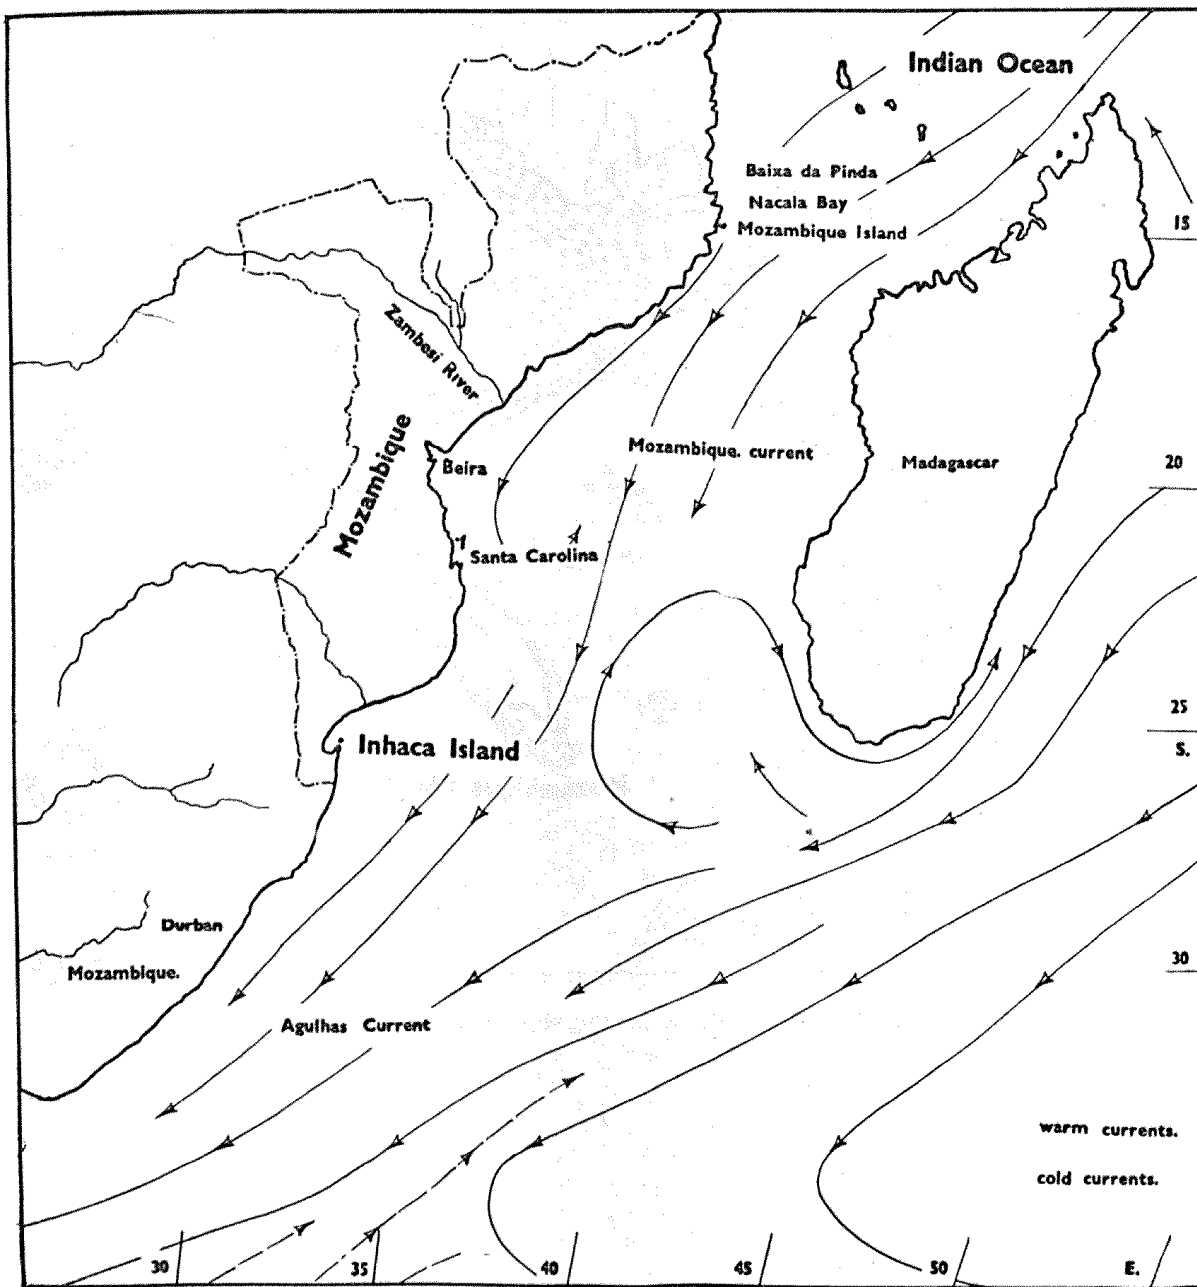 Indian Ocean
Baixa da Pinda
Nacala Bay
Mozambique Island
15
Zambesi River
Mozambique
Mozambique. current
Beira
Madagascar
20
Santa Carolina
25
S.
Inhaca Island
Durban
Mozambique.
30
Agulhas Current
warm currents.
cold currents.
30
35
40
45
50
E.